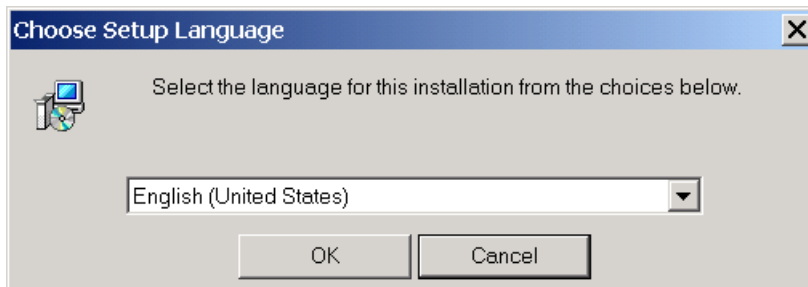 Choose Setup Language
Select the language for this installation from the choices below.
English (United States)
OK
Cancel